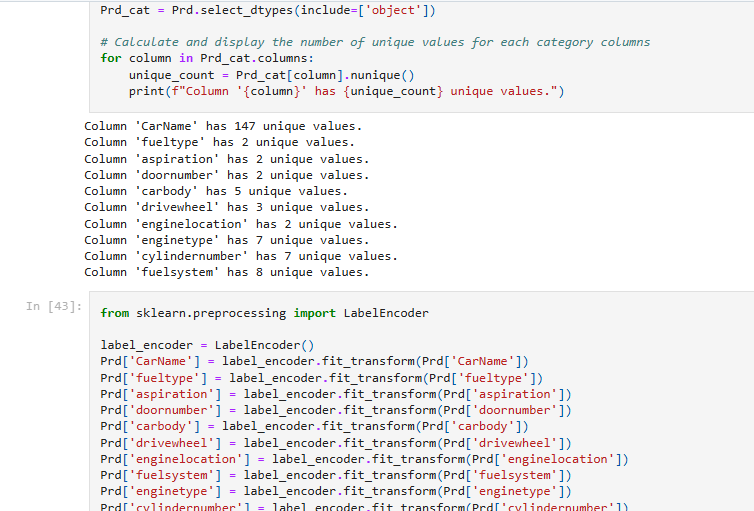 Prd_cat = Prd.select_dtypes(include=['object'])
# Calculate and display the number of unique values for each category columns
for column in Prd_cat.columns:
    unique_count = Prd_cat[column].nunique()
    print(f"Column '{column}' has {unique_count} unique values.")
Column 'CarName' has 147 unique values.
Column 'fueltype' has 2 unique values.
Column 'aspiration' has 2 unique values.
Column 'doornumber' has 2 unique values.
Column 'carbody' has 5 unique values.
Column 'drivewheel' has 3 unique values.
Column 'enginelocation' has 2 unique values.
Column 'enginetype' has 7 unique values.
Column 'cylindernumber' has 7 unique values.
Column 'fuelsystem' has 8 unique values.
In [43]:
from sklearn.preprocessing import LabelEncoder
label_encoder = LabelEncoder()
Prd['CarName'] = label_encoder.fit_transform(Prd['CarName'])
Prd['fueltype'] = label_encoder.fit_transform(Prd['fueltype'])
Prd['aspiration'] = label_encoder.fit_transform(Prd['aspiration'])
Prd['doornumber'] = label_encoder.fit_transform(Prd['doornumber'])
Prd['carbody'] = label_encoder.fit_transform(Prd['carbody'])
Prd['drivewheel'] = label_encoder.fit_transform(Prd['drivewheel'])
Prd['enginelocation'] = label_encoder.fit_transform(Prd['enginelocation'])
Prd['fuelsystem'] = label_encoder.fit_transform(Prd['fuelsystem'])
Prd['enginetype'] = label_encoder.fit_transform(Prd['enginetype'])
Prd['cylindernumber'] = label_encoder.fit_transform(Prd['cylindernumber'])